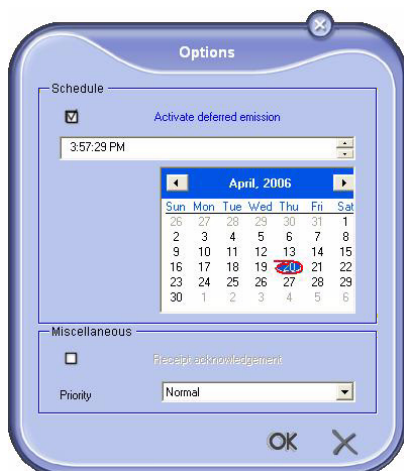 Options
Schedule
Activate deferred emission
3:57:29 PM
April, 2006
Sun Mon Tue Wed Thu Fri Sat
26 27 28 29 30 31 1
2 3 4 5 6 7 8
9 10 11 12 13 14 15
16 17 18 19 20 21 22
23 24 25 26 27 28 29
30 1 2 3 4 5 6
Miscellaneous
Receipt acknowledgement
Priority Normal
OK